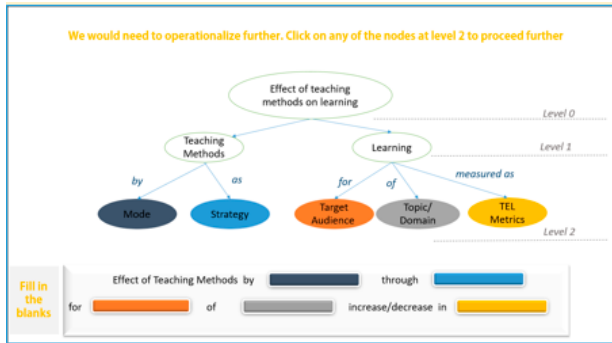 We would need to operationalize further. Click on any of the nodes at level 2 to proceed further
Effect of teaching
methods on learning
Level 0
Teaching
Methods
Learning
Level 1
by
as
for
of
measured as
Mode
Strategy
Target
Audience
Topic/
Domain
TEL
Metrics
Level 2
Fill in
the
blanks
Effect of Teaching Methods by
through
for
of
increase/decrease in